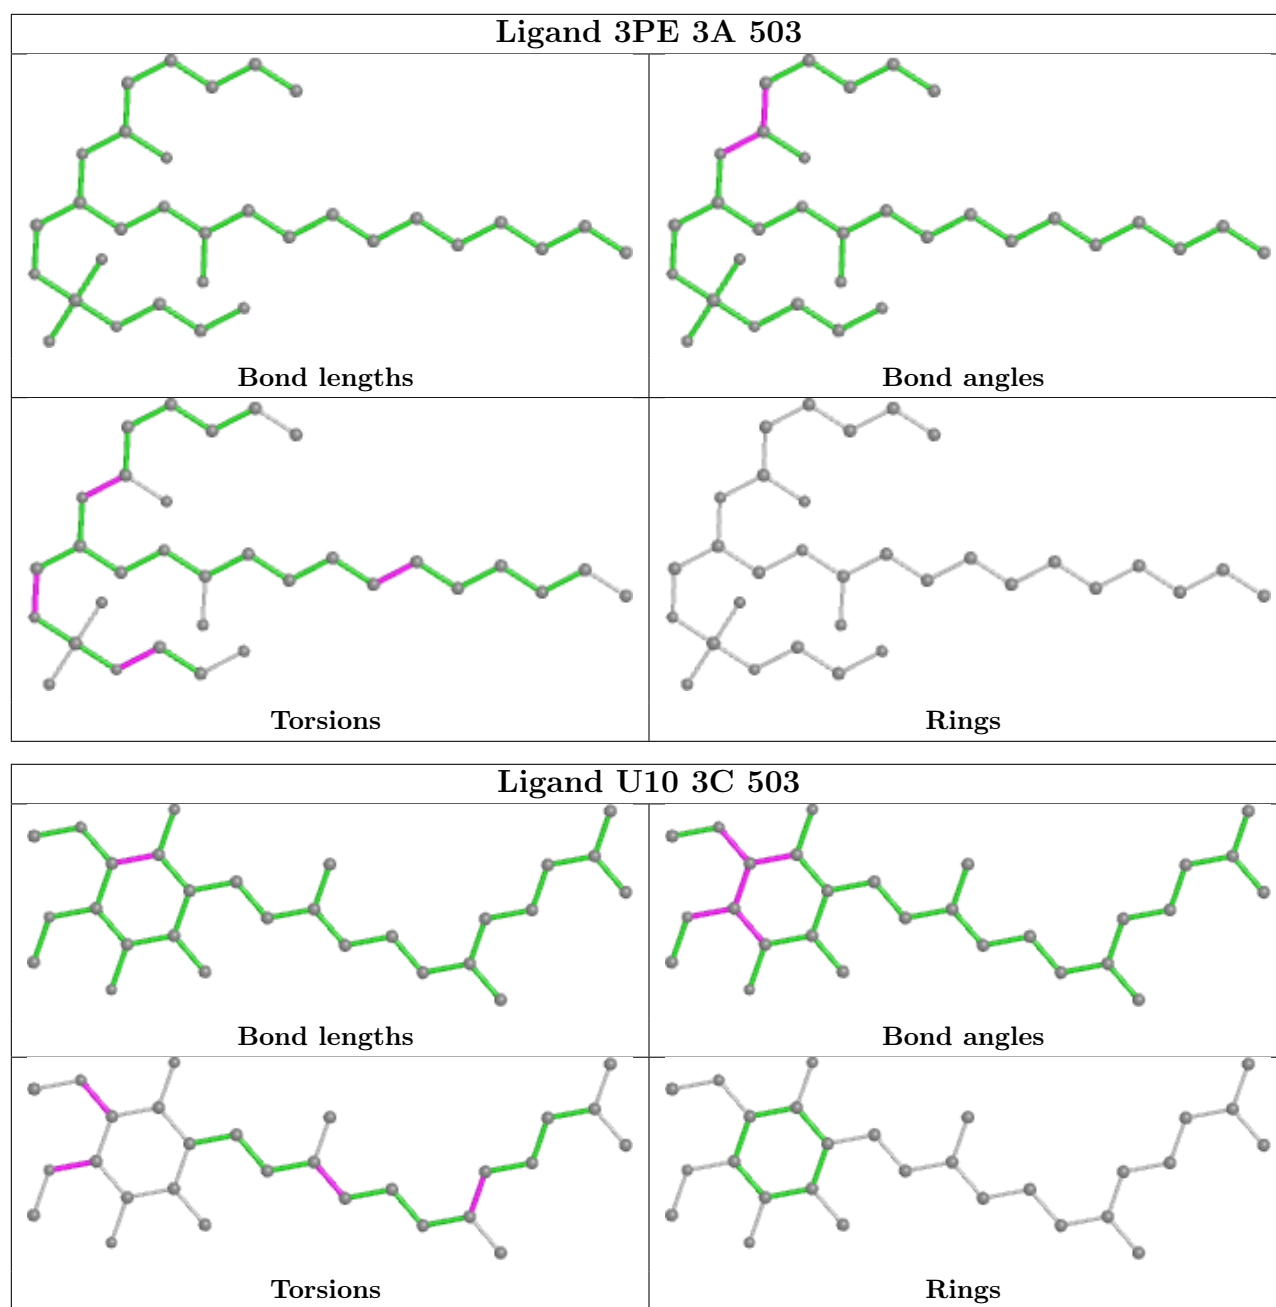 Ligand 3PE 3A 503
Bond lengths
Bond angles
Torsions
Rings
Ligand U10 3C 503
Bond lengths
Bond angles
Torsions
Rings